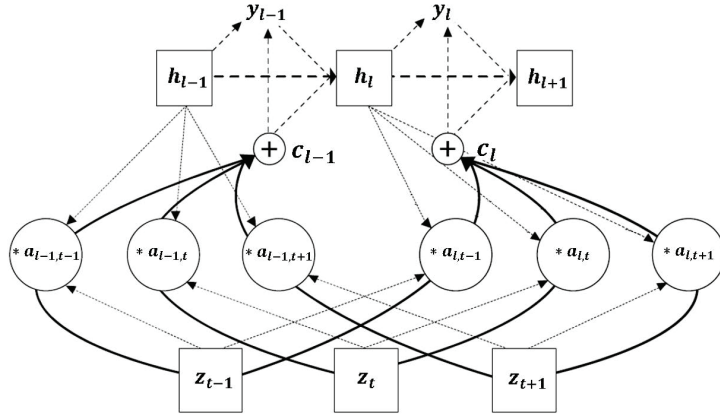 y_{l-1} y_l
h_{l-1} h_l h_{l+1}
+ c_{l-1} + c_l
* a_{l-1,t-1} * a_{l-1,t} * a_{l-1,t+1} * a_{l,t-1} * a_{l,t} * a_{l,t+1}
z_{t-1} z_t z_{t+1}